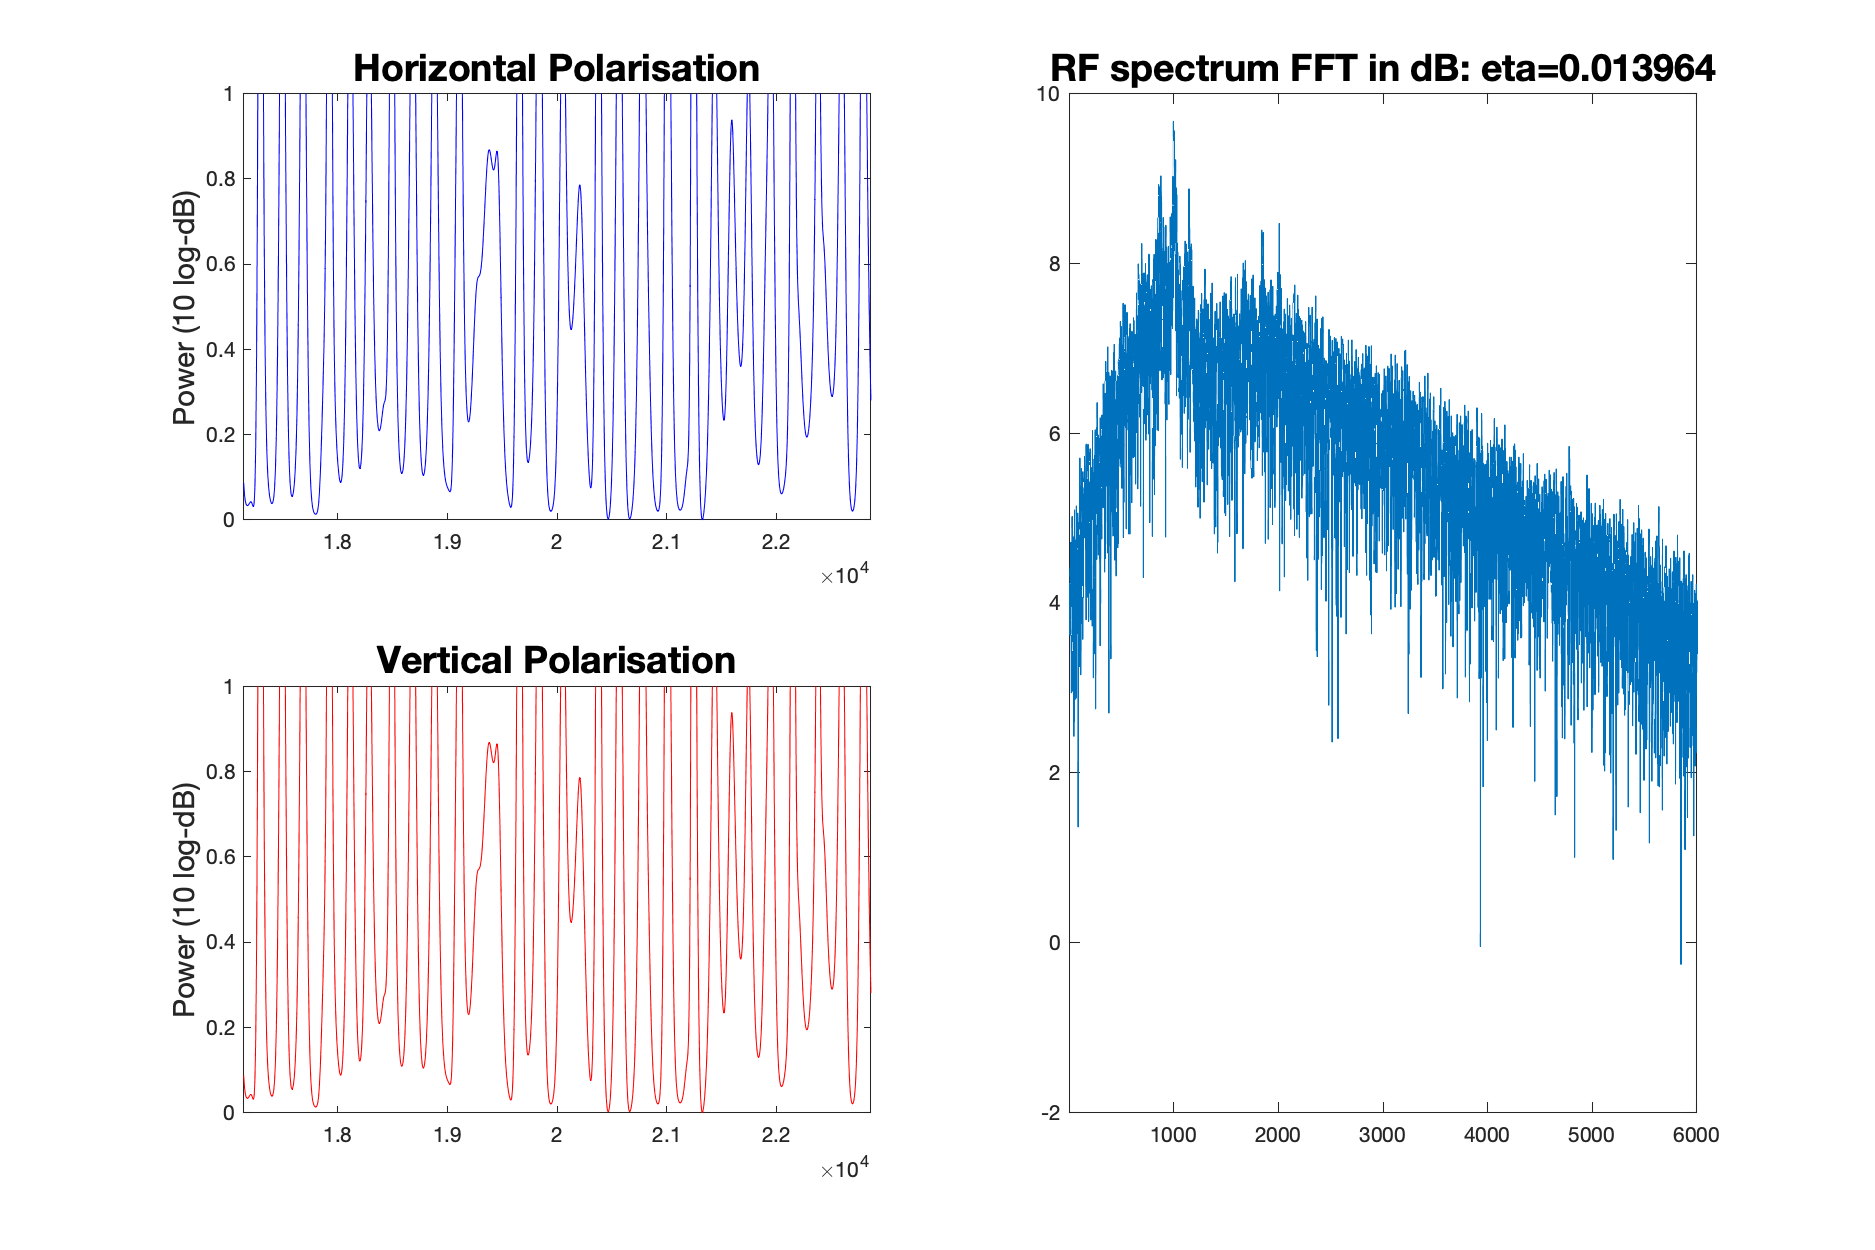 Horizontal Polarisation
Power (10 log-dB)
1
0.8
0.6
0.4
0.2
0
1.8 1.9 2 2.1 2.2
×10^4
Vertical Polarisation
Power (10 log-dB)
1
0.8
0.6
0.4
0.2
0
1.8 1.9 2 2.1 2.2
×10^4
RF spectrum FFT in dB: eta=0.013964
10
8
6
4
2
0
-2
1000 2000 3000 4000 5000 6000